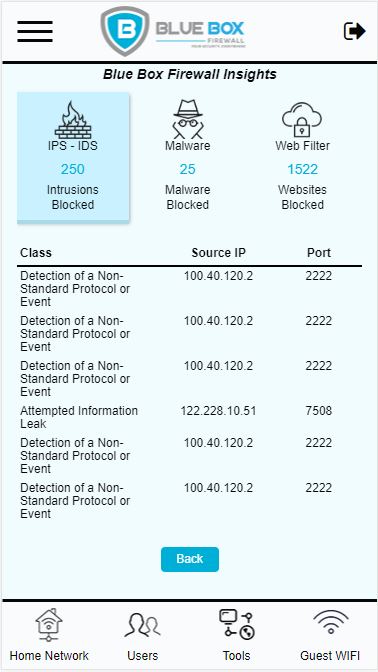 BLUE BOX
FIREWALL
YOUR SECURITY, EVERYWHERE!
Blue Box Firewall Insights
IPS - IDS
250
Intrusions
Blocked
Malware
25
Malware
Blocked
Web Filter
1522
Websites
Blocked
Class Source IP Port
Detection of a Non- 100.40.120.2 2222
Standard Protocol or
Event
Detection of a Non- 100.40.120.2 2222
Standard Protocol or
Event
Detection of a Non- 100.40.120.2 2222
Standard Protocol or
Event
Attempted Information 122.228.10.51 7508
Leak
Detection of a Non- 100.40.120.2 2222
Standard Protocol or
Event
Detection of a Non- 100.40.120.2 2222
Standard Protocol or
Event
Back
Home Network Users Tools Guest WIFI